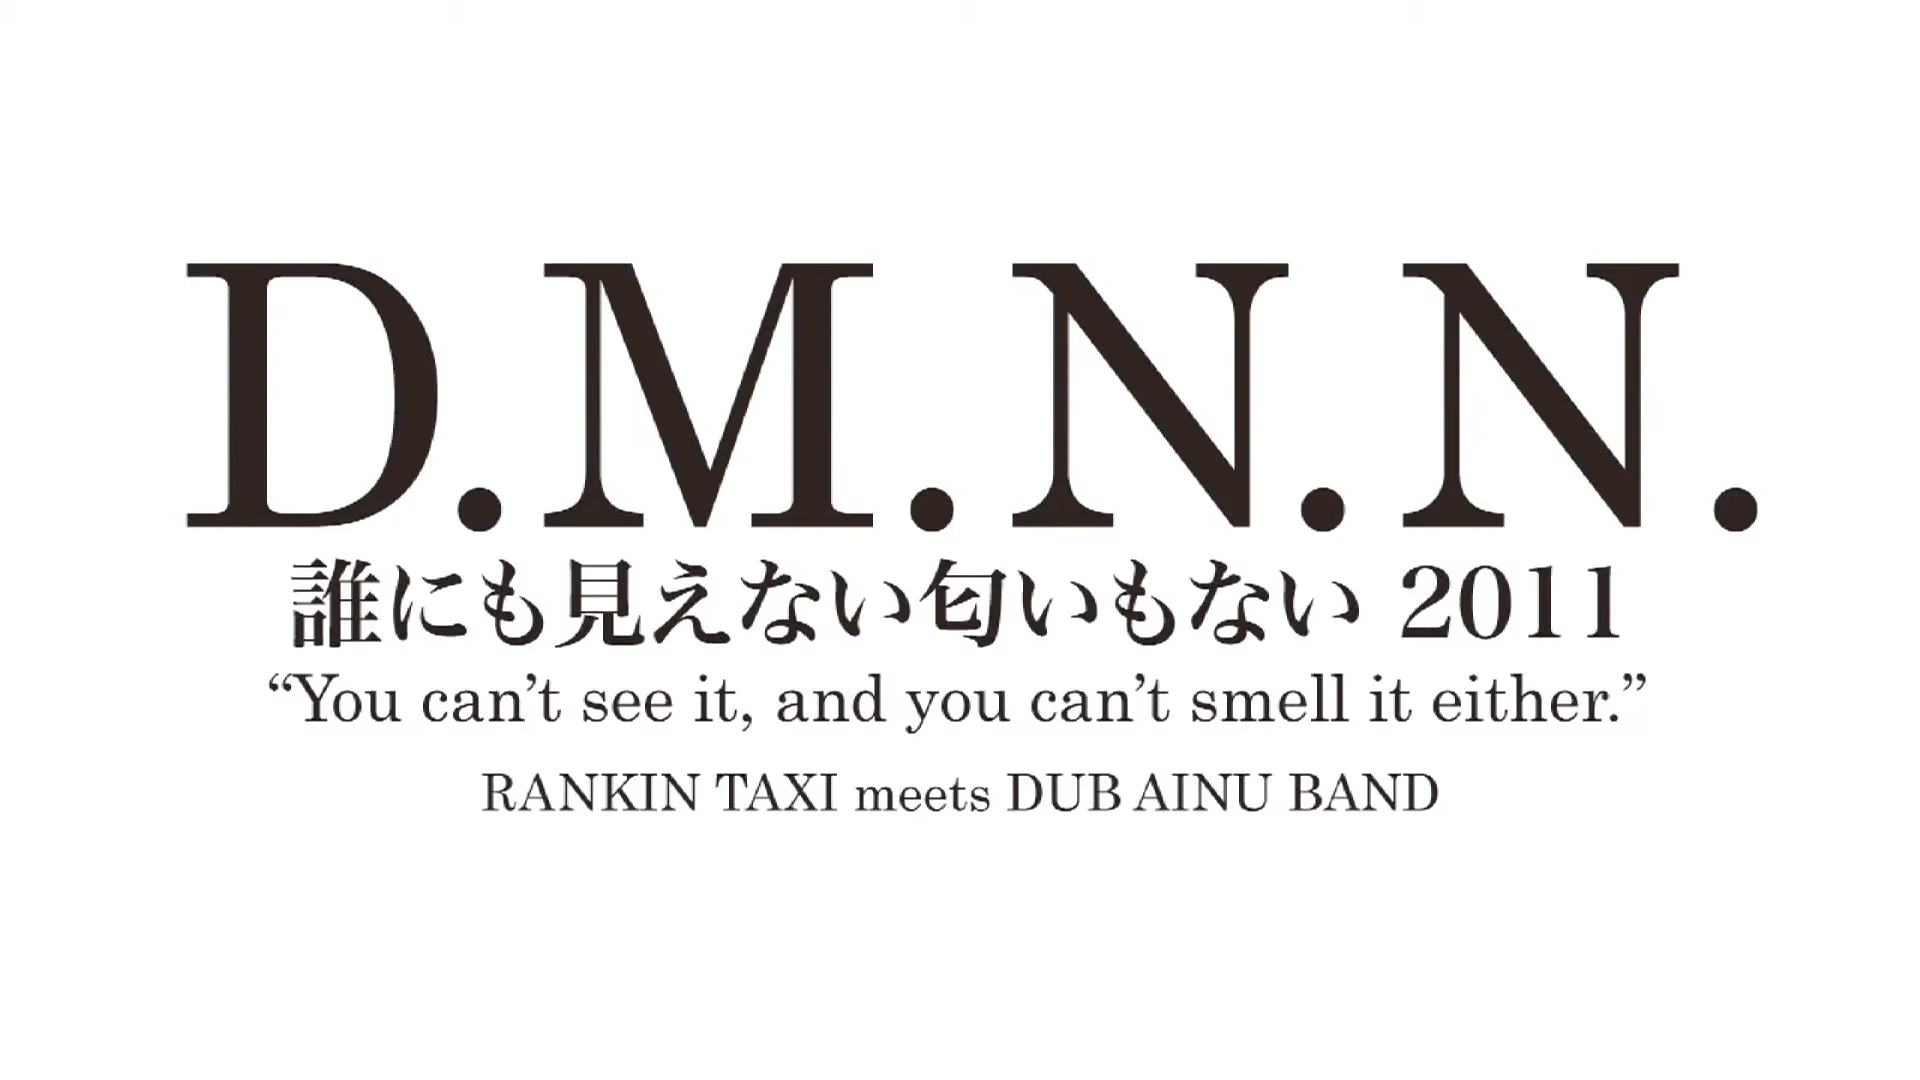 D.M.N.N.
誰にも見えない匂いもない 2011
“You can’t see it, and you can’t smell it either.”
RANKIN TAXI meets DUB AINU BAND